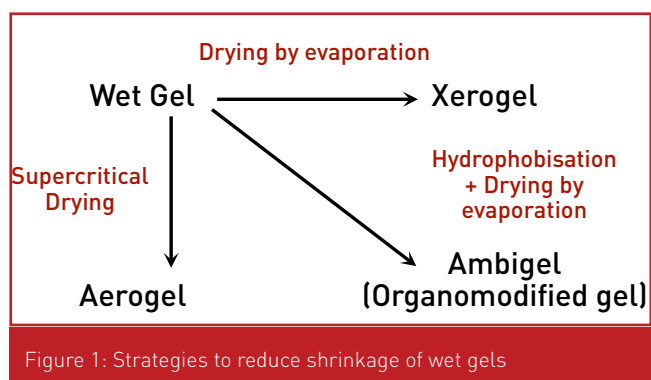 Drying by evaporation
Wet Gel
Xerogel
Supercritical
Drying
Hydrophobisation
+ Drying by
evaporation
Aerogel
Ambigel
(Organomodified gel)
Figure 1: Strategies to reduce shrinkage of wet gels